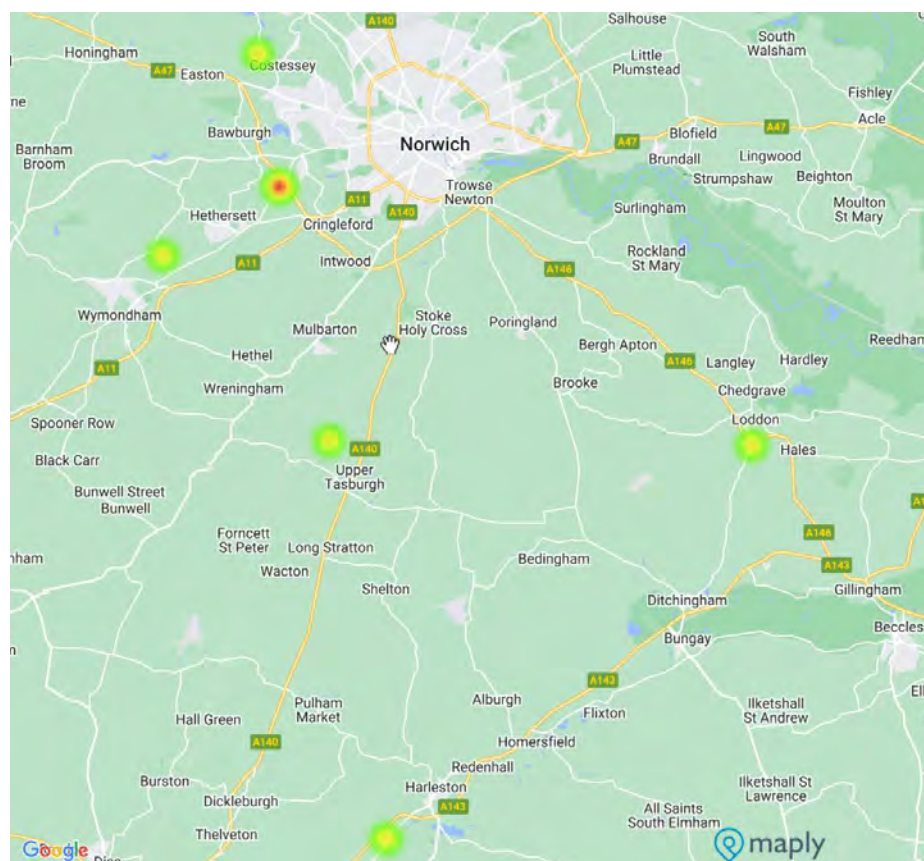 A140
Salhouse
Honingham
South
Walsham
Costessey
Little
Plumstead
A47
Easton
Fishley
Acle
Bawburgh
A47
A47
Blofield
Norwich
Barnham
Broom
Brundall
Lingwood
Strumpshaw
Beighton
Trowse
Newton
A11
Moulton
St Mary
Hethersett
A140
Surlingham
Cringleford
Rockland
St Mary
A11
Intwood
A146
Wymondham
Stoke
Holy Cross
Mulbarton
Poringland
Reedham
Bergh Apton
Hethel
A146
Langley
Hardley
A11
Wreningham
Brooke
Chedgrave
Spooner Row
Loddon
A140
Hales
Black Carr
Upper
Tasburgh
Bunwell Street
Bunwell
Forncett
St Peter
Long Stratton
A146
Bedingham
Wacton
A143
Shelton
Gillingham
Ditchingham
Beccles
Bungay
A143
Pulham
Market
Alburgh
Ilketshall
St Andrew
Hall Green
Flixton
A140
Homersfield
Redenhall
Burston
Harleston
Ilketshall St
Lawrence
Dickleburgh
A143
All Saints
South Elmham
Thelveton
Google
maply